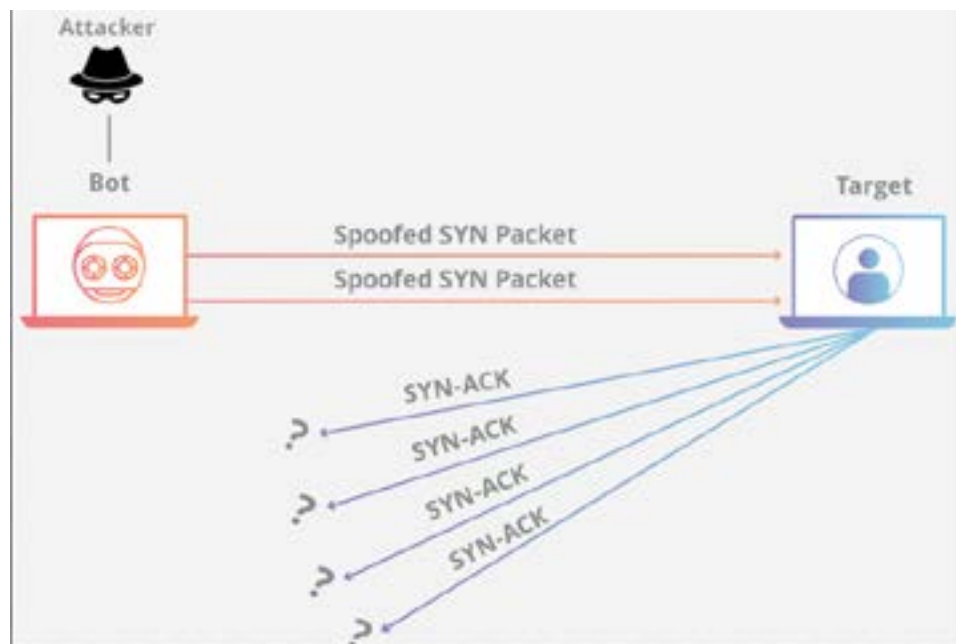 Attacker
Bot
Target
Spoofed SYN Packet
Spoofed SYN Packet
SYN-ACK
?
SYN-ACK
?
SYN-ACK
?
SYN-ACK
?